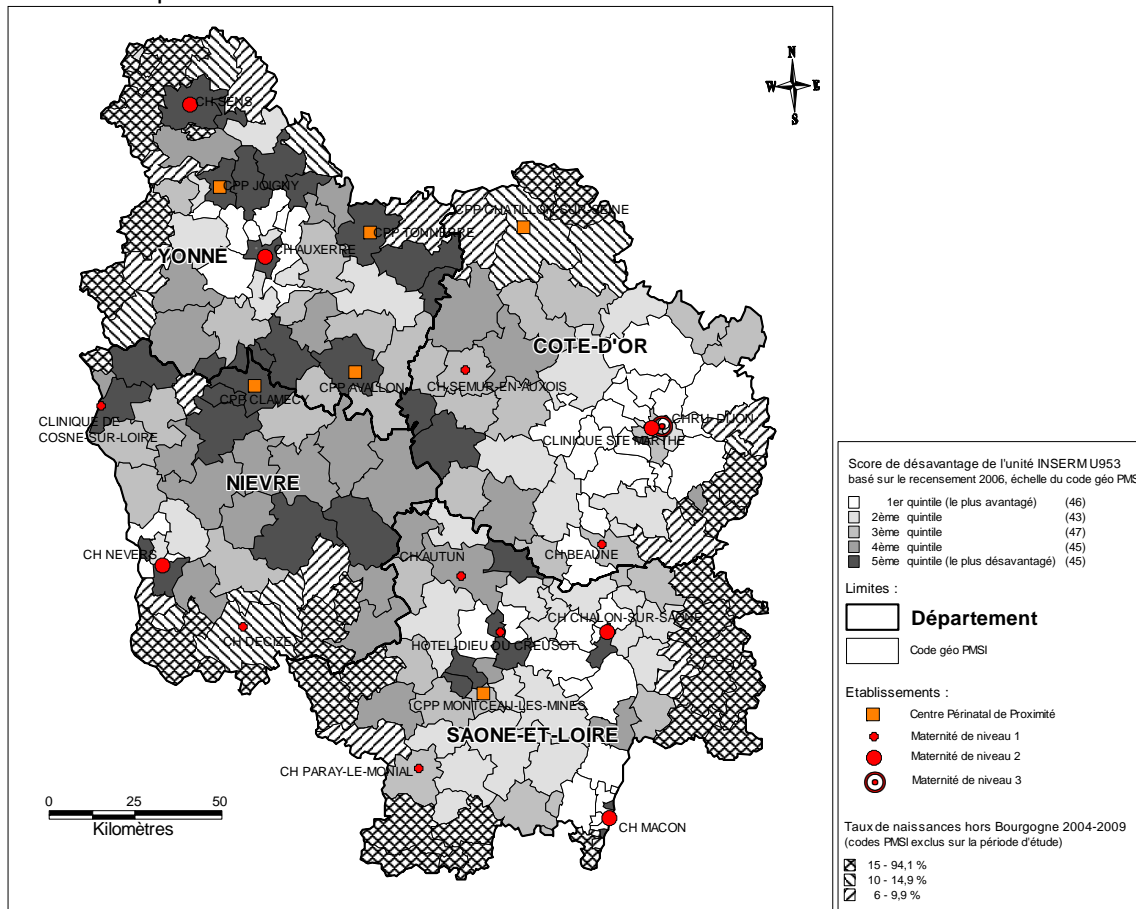 N
W E
S
CH SENS
CPP JOIGNY
CPP CHATILLON-SUR-SEINE
CPP TONNERRE
YONNE
CH AUXERRE
COTE-D'OR
CPP AVALLON
CH SEMUR-EN-AUXOIS
CPP CLAMECY
CLINIQUE DE
COSNE-SUR-LOIRE
CHRU DIJON
CLINIQUE STE MARTHE
NIEVRE
CH NEVERS
CH AUTUN
CH BEAUNE
CH DECIZE
CH CHALON-SUR-SAONE
HOTEL-DIEU DU CREUSOT
CPP MONTCEAU-LES-MINES
SAONE-ET-LOIRE
CH PARAY-LE-MONIAL
CH MACON
0 25 50
Kilomètres
Score de désavantage de l'unité INSERM U953
basé sur le recensement 2006, échelle du code géo PMSI
1er quintile (le plus avantagé) (46)
2ème quintile (43)
3ème quintile (47)
4ème quintile (45)
5ème quintile (le plus désavantagé) (45)
Limites :
Département
Code géo PMSI
Etablissements :
Centre Périnatal de Proximité
Maternité de niveau 1
Maternité de niveau 2
Maternité de niveau 3
Taux de naissances hors Bourgogne 2004-2009
(codes PMSI exclus sur la période d'étude)
15 - 94,1 %
10 - 14,9 %
6 - 9,9 %